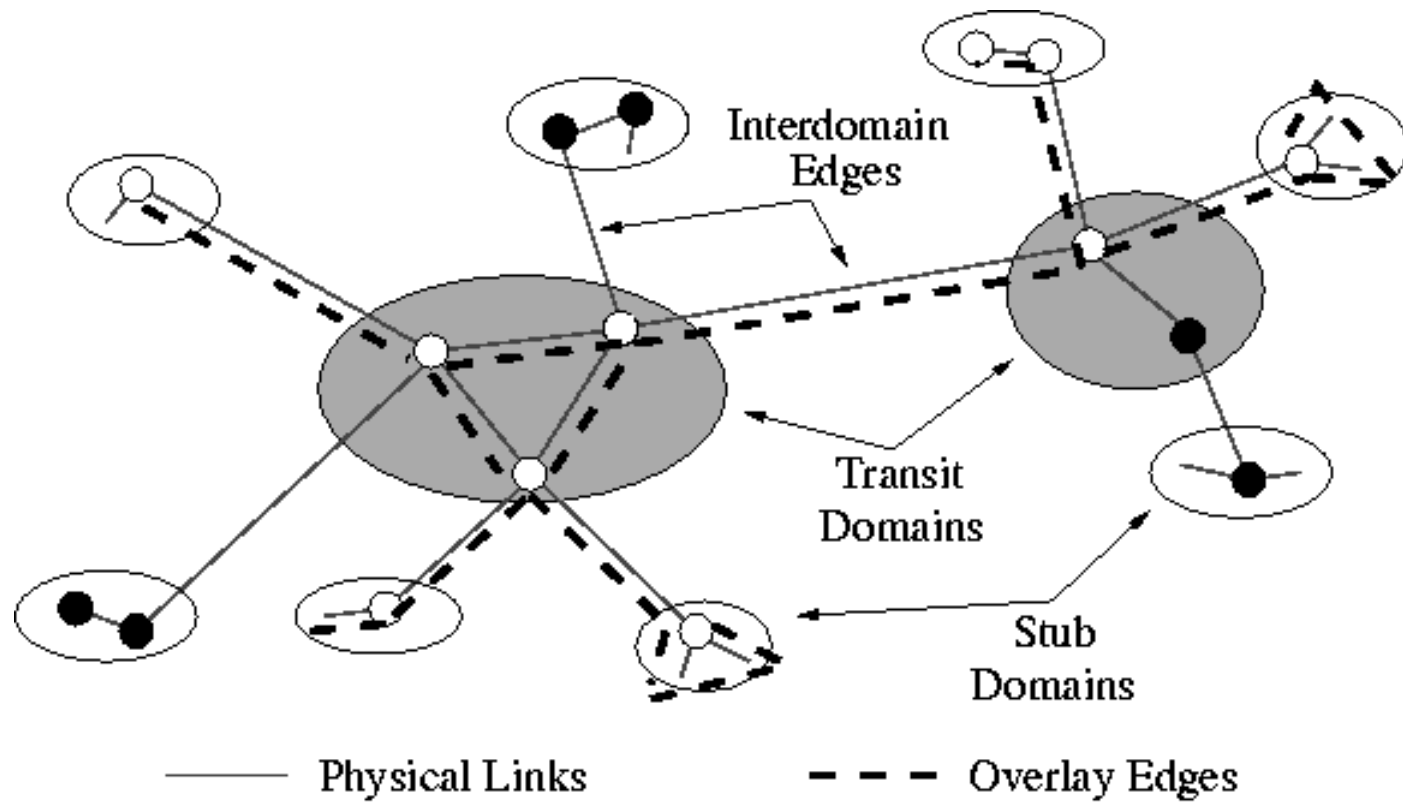 Interdomain
Edges
Transit
Domains
Stub
Domains
Physical Links
Overlay Edges